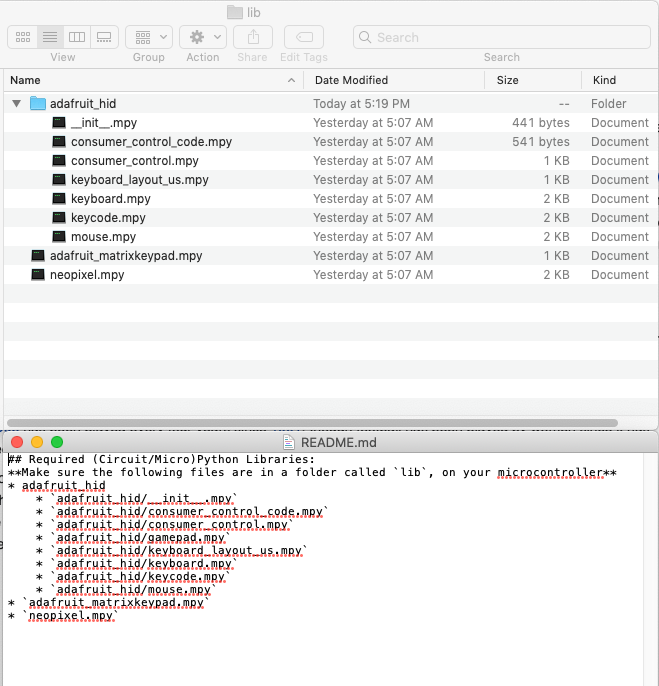 lib
Search
View Group Action Share Edit Tags Search
Name Date Modified Size Kind
adafruit_hid Today at 5:19 PM -- Folder
__init__.mpy Yesterday at 5:07 AM 441 bytes Document
consumer_control_code.mpy Yesterday at 5:07 AM 541 bytes Document
consumer_control.mpy Yesterday at 5:07 AM 1 KB Document
keyboard_layout_us.mpy Yesterday at 5:07 AM 1 KB Document
keyboard.mpy Yesterday at 5:07 AM 2 KB Document
keycode.mpy Yesterday at 5:07 AM 2 KB Document
mouse.mpy Yesterday at 5:07 AM 2 KB Document
adafruit_matrixkeypad.mpy Yesterday at 5:07 AM 1 KB Document
neopixel.mpy Yesterday at 5:07 AM 2 KB Document
README.md
## Required (Circuit/Micro)Python Libraries:
**Make sure the following files are in a folder called `lib`, on your microcontroller**
* adafruit_hid
    * `adafruit_hid/__init__.mpy`
    * `adafruit_hid/consumer_control_code.mpy`
    * `adafruit_hid/consumer_control.mpy`
    * `adafruit_hid/gamepad.mpy`
    * `adafruit_hid/keyboard_layout_us.mpy`
    * `adafruit_hid/keyboard.mpy`
    * `adafruit_hid/keycode.mpy`
    * `adafruit_hid/mouse.mpy`
* `adafruit_matrixkeypad.mpy`
* `neopixel.mpy`